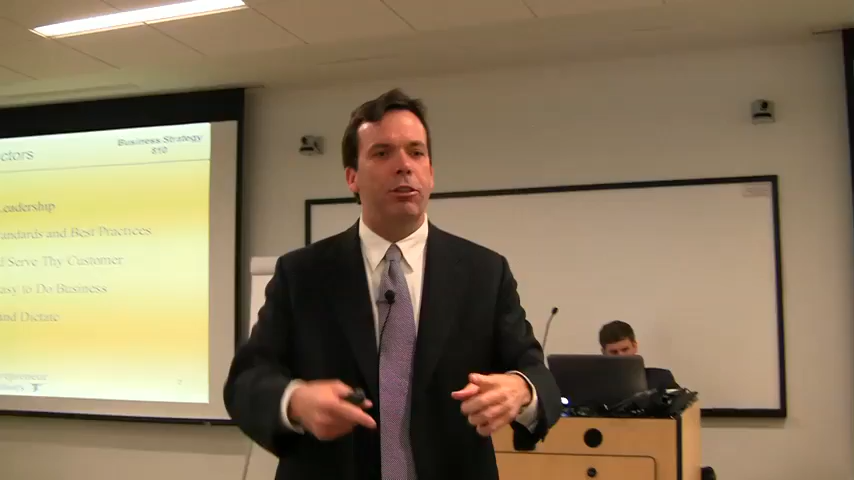 Business Strategy
810
ctors
Leadership
andards and Best Practices
d Serve Thy Customer
asy to Do Business
and Dictate